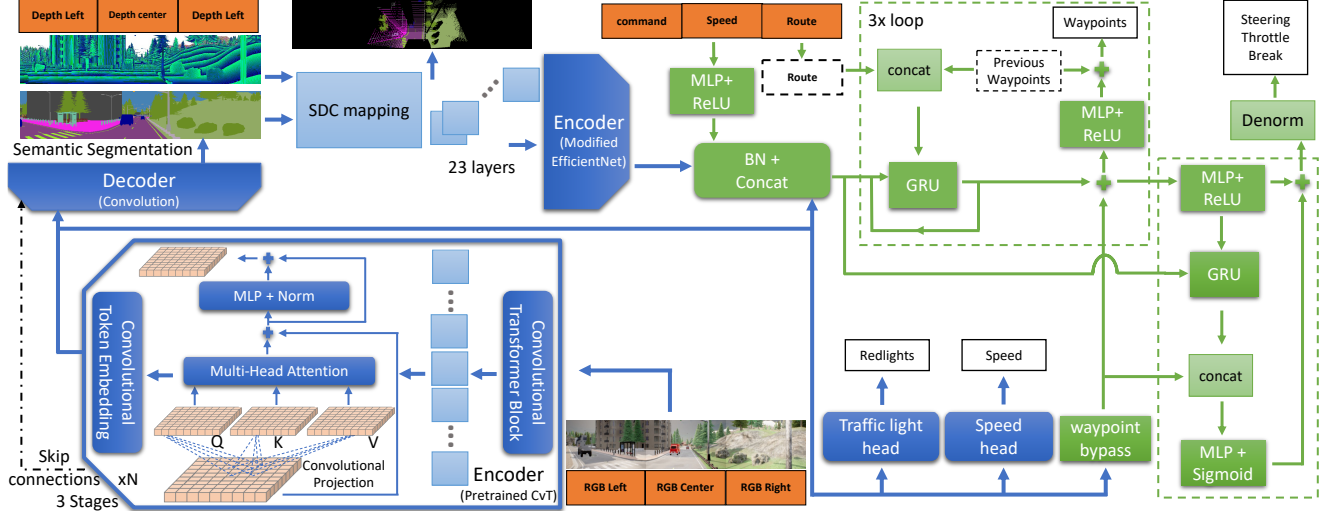 Depth Left
Depth center
Depth Left
Semantic Segmentation
Decoder
(Convolution)
SDC mapping
23 layers
Encoder
(Modified
EfficientNet)
command
Speed
Route
MLP+
ReLU
Route
BN +
Concat
3x loop
concat
GRU
Waypoints
Previous
Waypoints
MLP+
ReLU
Steering
Throttle
Break
Denorm
MLP+
ReLU
GRU
concat
MLP +
Sigmoid
MLP + Norm
Multi-Head Attention
Q
K
V
Convolutional
Projection
Convolutional
Token Embedding
Convolutional
Transformer Block
Encoder
(Pretrained CvT)
Skip
connections
xN
3 Stages
RGB Left
RGB Center
RGB Right
Redlights
Speed
Traffic light
head
Speed
head
waypoint
bypass